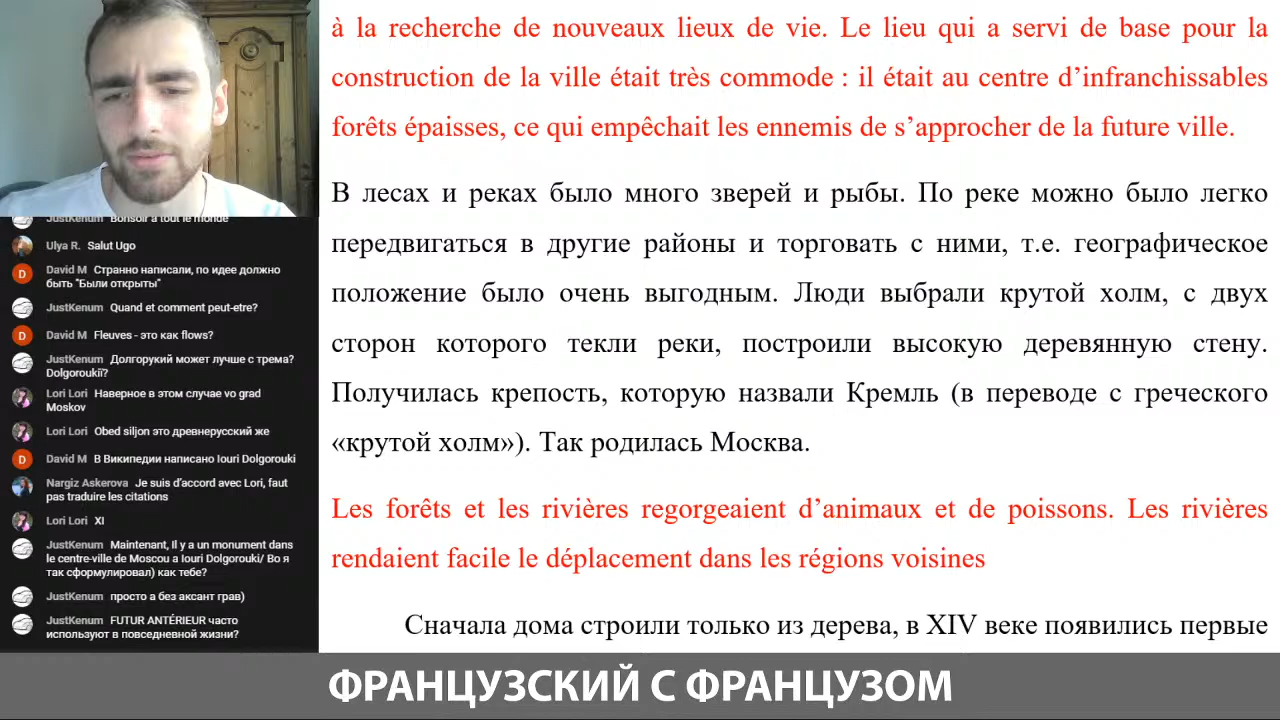 à la recherche de nouveaux lieux de vie. Le lieu qui a servi de base pour la
construction de la ville était très commode : il était au centre d’infranchissables
forêts épaisses, ce qui empêchait les ennemis de s’approcher de la future ville.
В лесах и реках было много зверей и рыбы. По реке можно было легко
передвигаться в другие районы и торговать с ними, т.е. географическое
положение было очень выгодным. Люди выбрали крутой холм, с двух
сторон которого текли реки, построили высокую деревянную стену.
Получилась крепость, которую назвали Кремль (в переводе с греческого
«крутой холм»). Так родилась Москва.
Les forêts et les rivières regorgeaient d’animaux et de poissons. Les rivières
rendaient facile le déplacement dans les régions voisines
Сначала дома строили только из дерева, в XIV веке появились первые
JustKenum Bonsoir à tout le monde
Ulya R. Salut Ugo
D David M Странно написали, по идее должно
быть "Были открыты"
JustKenum Quand et comment peut-etre?
D David M Fleuves - это как flows?
JustKenum Долгорукий может лучше с трема?
Dolgoroukiï?
Lori Lori Наверное в этом случае vo grad
Moskov
Lori Lori Obed siljon это древнерусский же
D David M В Википедии написано Iouri Dolgorouki
Nargiz Askerova Je suis d’accord avec Lori, faut
pas traduire les citations
Lori Lori XI
JustKenum Maintenant, Il y a un monument dans
le centre-ville de Moscou a Iouri Dolgorouki/ Во я
так сформулировал) как тебе?
JustKenum просто a без аксант грав)
JustKenum FUTUR ANTÉRIEUR часто
используют в повседневной жизни?
ФРАНЦУЗСКИЙ С ФРАНЦУЗОМ